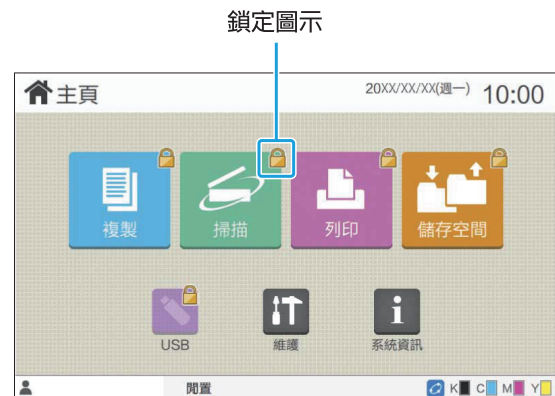 鎖定圖示
主頁
20XX/XX/XX(週一) 10:00
複製 掃描 列印 儲存空間
USB 維護 系統資訊
閒置 K C M Y